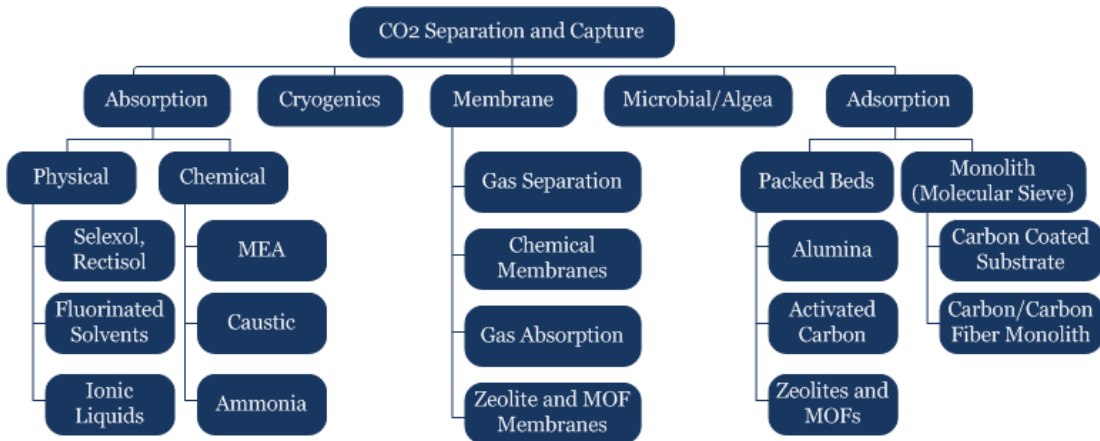 CO2 Separation and Capture
Absorption
Cryogenics
Membrane
Microbial/Algea
Adsorption
Physical
Chemical
Gas Separation
Packed Beds
Monolith
(Molecular Sieve)
Selexol,
Rectisol
MEA
Chemical
Membranes
Alumina
Carbon Coated
Substrate
Fluorinated
Solvents
Caustic
Gas Absorption
Activated
Carbon
Carbon/Carbon
Fiber Monolith
Ionic
Liquids
Ammonia
Zeolite and MOF
Membranes
Zeolites and
MOFs